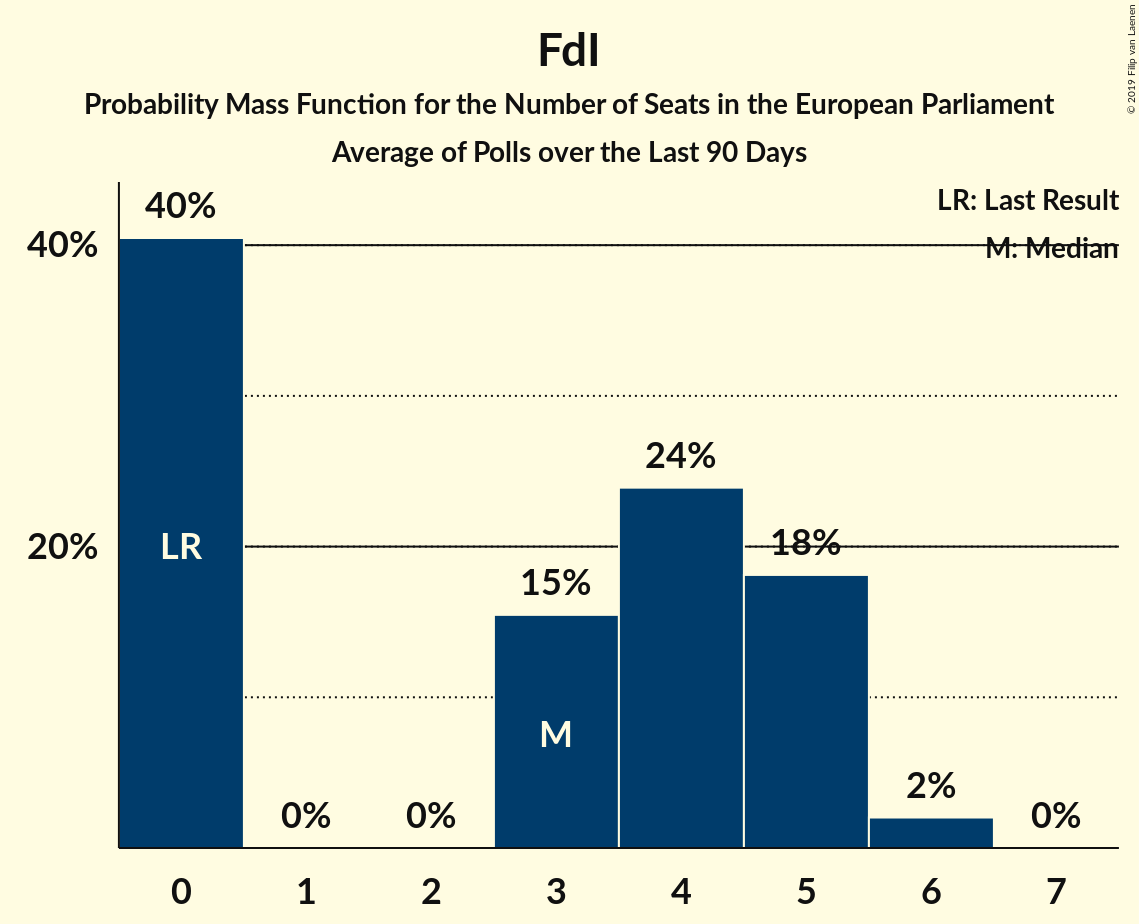 FdI
Probability Mass Function for the Number of Seats in the European Parliament
Average of Polls over the Last 90 Days
© 2019 Filip van Laenen
LR: Last Result
M: Median
40%
40%
20%
LR
0%
0%
15%
M
24%
18%
2%
0%
0 1 2 3 4 5 6 7